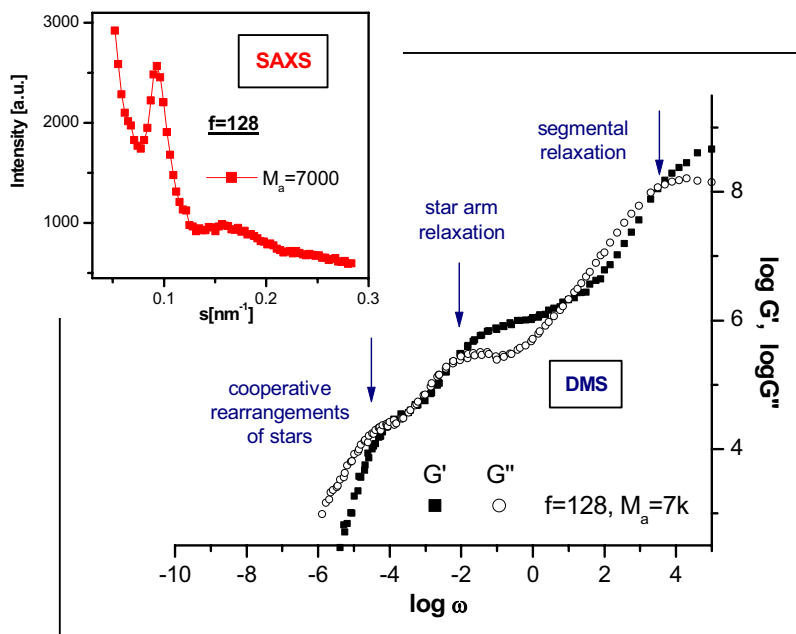 3000
2000
1000
Intensity [a.u.]
SAXS
f=128
Mₐ=7000
0.1
0.2
0.3
s[nm⁻¹]
segmental
relaxation
star arm
relaxation
cooperative
rearrangements
of stars
DMS
G' G''
f=128, Mₐ=7k
8
6
4
log G', logG''
-10 -8 -6 -4 -2 0 2 4
log ω